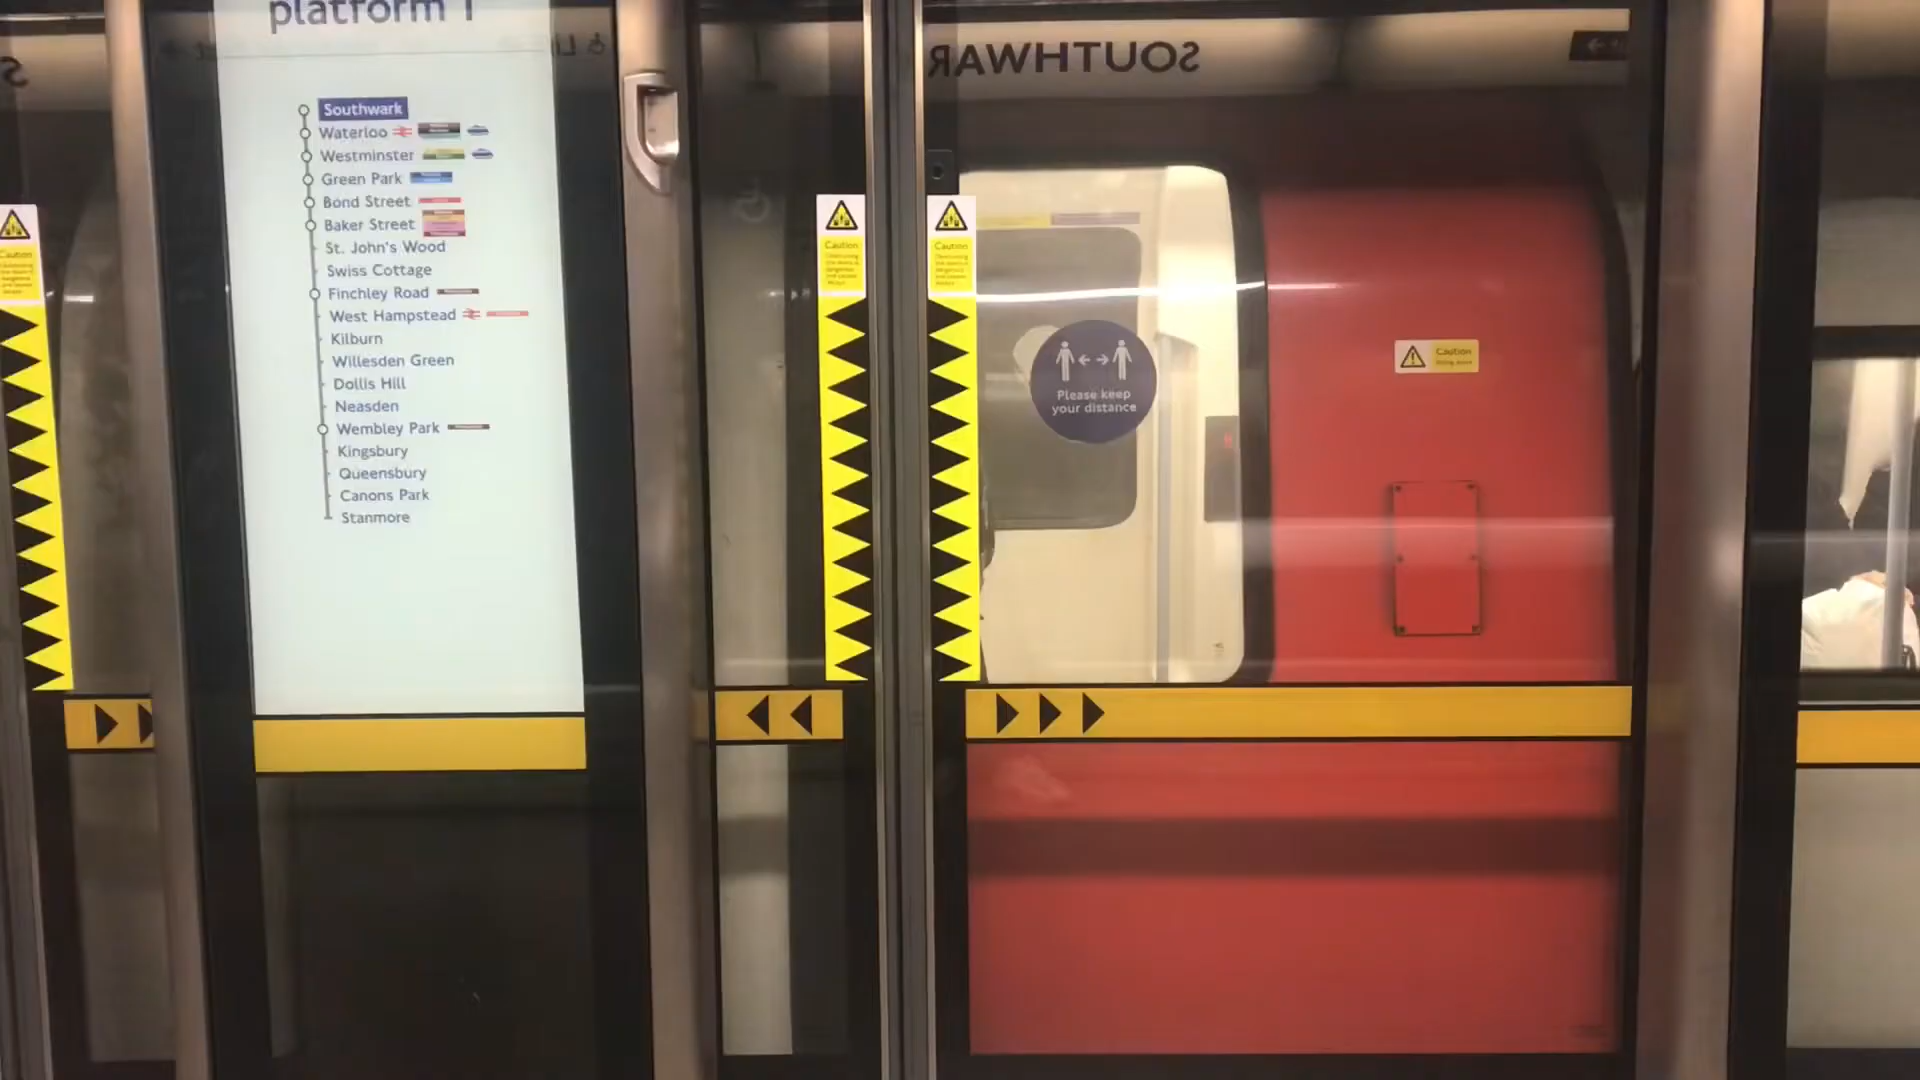 platform 1
Southwark
Waterloo
Westminster
Green Park
Bond Street
Baker Street
St. John's Wood
Swiss Cottage
Finchley Road
West Hampstead
Kilburn
Willesden Green
Dollis Hill
Neasden
Wembley Park
Kingsbury
Queensbury
Canons Park
Stanmore
Caution
Caution
Caution
SOUTHWAR
Please keep
your distance
Caution